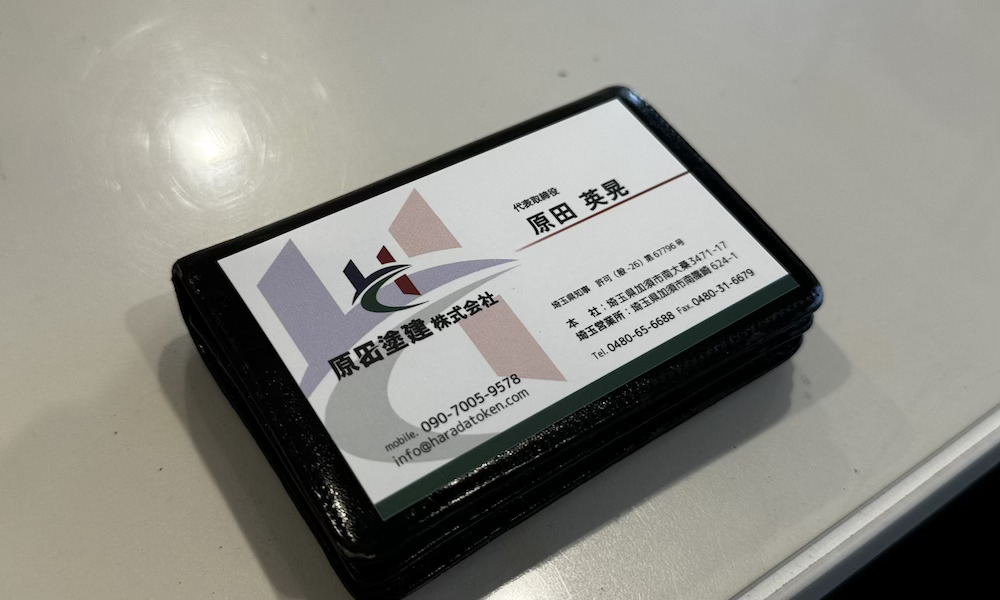 代表取締役
原田 英晃
原田塗建株式会社
埼玉県知事 許可(般-26)第67796号
本 社:埼玉県加須市南大桑3471-17
埼玉営業所:埼玉県加須市南篠崎624-1
Tel. 0480-65-6688 Fax. 0480-31-6679
mobile. 090-7005-9578
info@haradatoken.com